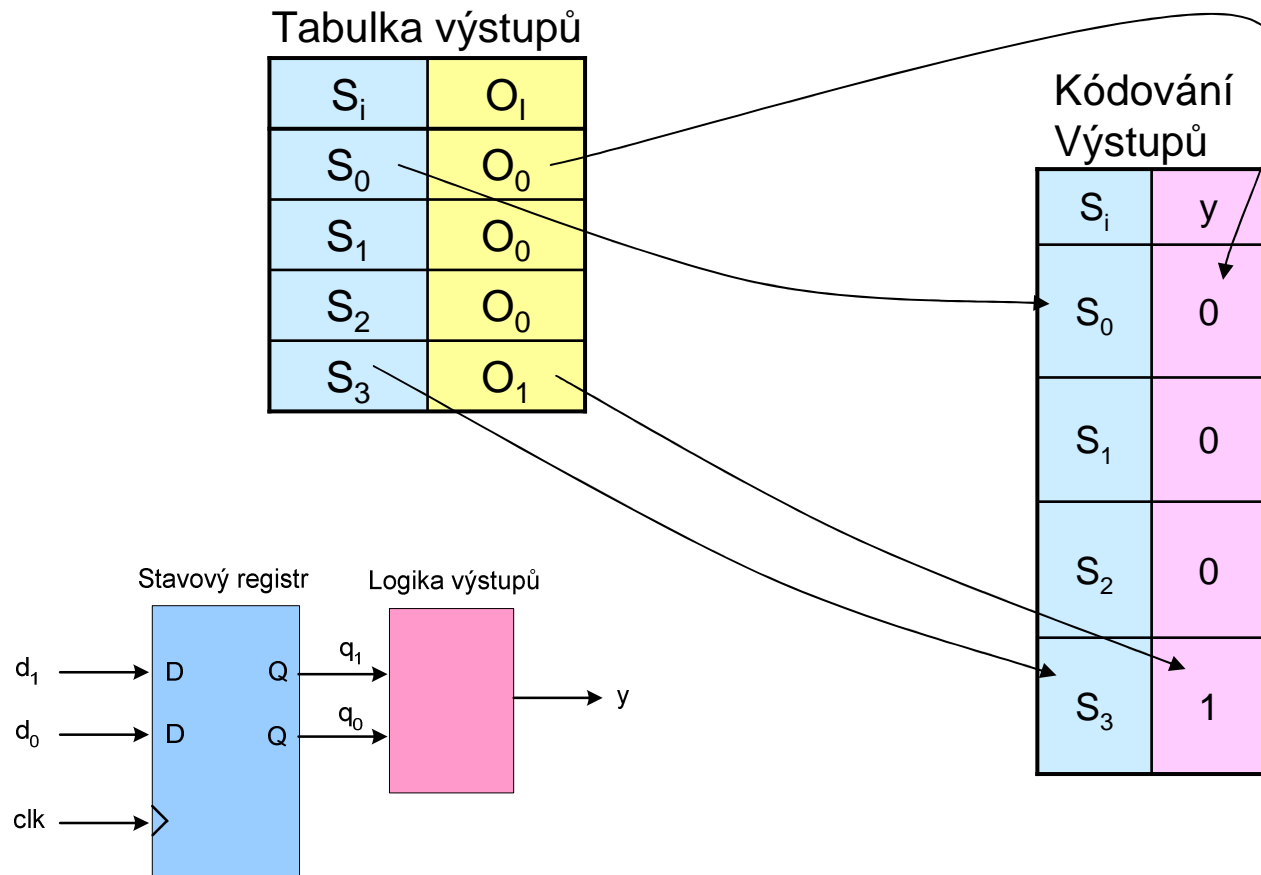 Tabulka výstupů
Si OI
S0 O0
S1 O0
S2 O0
S3 O1
Kódování
Výstupů
Si y
S0 0
S1 0
S2 0
S3 1
Stavový registr
Logika výstupů
d1 D Q q1
y
d0 D Q q0
clk